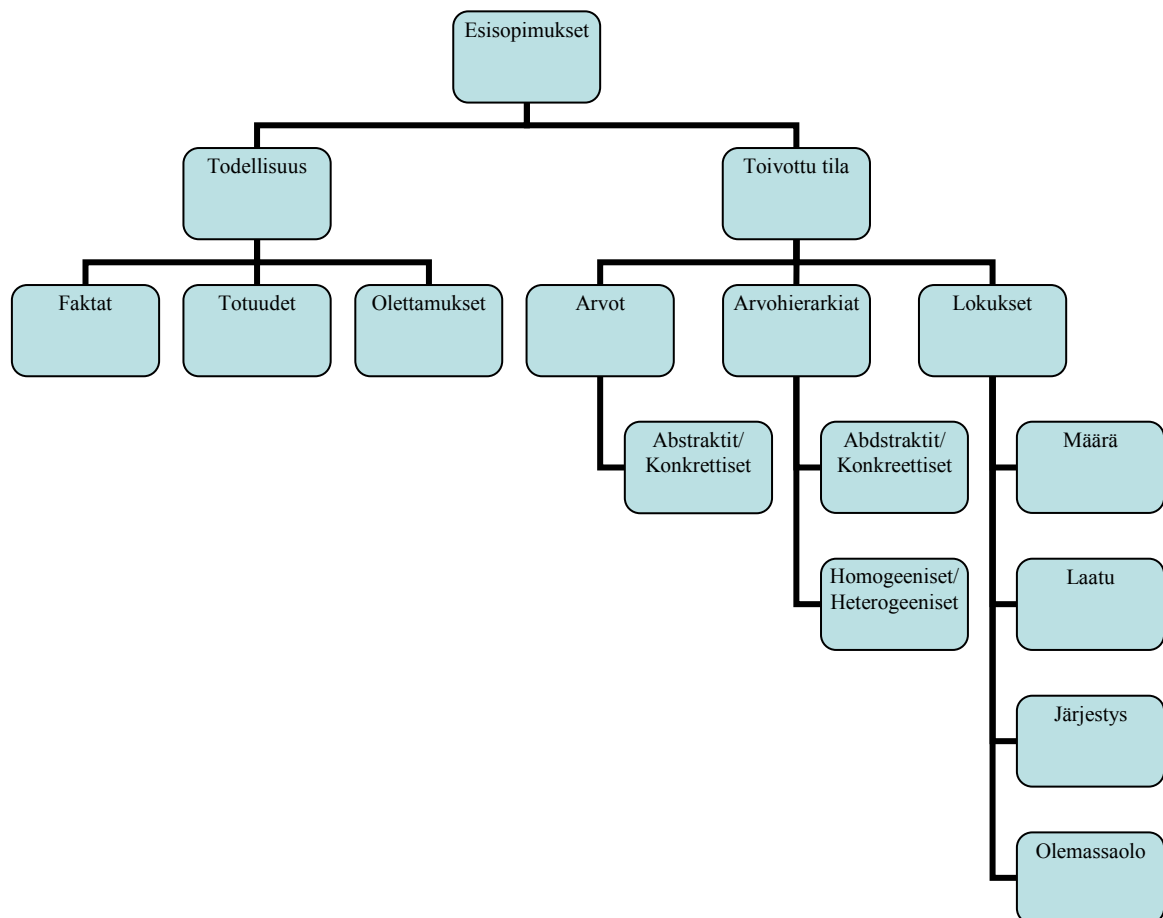 Esisopimukset
Todellisuus
Toivottu tila
Faktat
Totuudet
Olettamukset
Arvot
Arvohierarkiat
Lokukset
Abstraktit/
Konkrettiset
Abdstraktit/
Konkreettiset
Määrä
Homogeeniset/
Heterogeeniset
Laatu
Järjestys
Olemassaolo